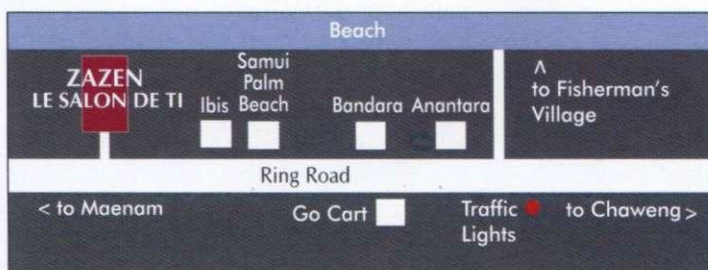 Beach
ZAZEN
LE SALON DE TI
Ibis
Samui
Palm
Beach
Bandara
Anantara
^
to Fisherman's
Village
Ring Road
< to Maenam
Go Cart
Traffic
Lights
to Chaweng >